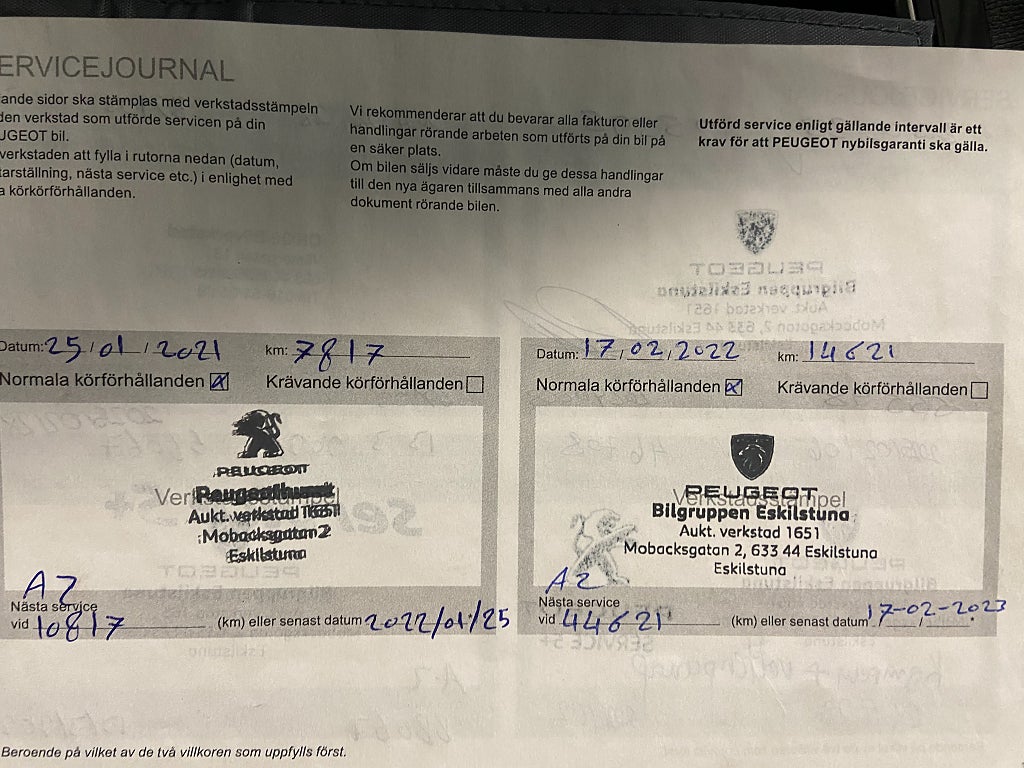 ERVICEJOURNAL
ande sidor ska stämplas med verkstadsstämpeln
den verkstad som utförde servicen på din
UGEOT bil.
verkstaden att fylla i rutorna nedan (datum,
tarställning, nästa service etc.) i enlighet med
a körkörförhållanden.
Vi rekommenderar att du bevarar alla fakturor eller
handlingar rörande arbeten som utförts på din bil på
en säker plats.
Om bilen säljs vidare måste du ge dessa handlingar
till den nya ägaren tillsammans med alla andra
dokument rörande bilen.
Utförd service enligt gällande intervall är ett
krav för att PEUGEOT nybilsgaranti ska gälla.
Datum: 25/01/2021 km: 7817
Normala körförhållanden Krävande körförhållanden
PEUGEOT
Verkstadsstämpel
Aukt. verkstad 1651
Mobacksgatan 2
Eskilstuna
A2
Nästa service
vid 10817 (km) eller senast datum 2022/01/25
Datum: 17/02/2022 km: 14621
Normala körförhållanden Krävande körförhållanden
PEUGEOT
Verkstadsstämpel
Bilgruppen Eskilstuna
Aukt. verkstad 1651
Mobacksgatan 2, 633 44 Eskilstuna
Eskilstuna
A2
Nästa service
vid 44621 (km) eller senast datum 17-02-2023
Beroende på vilket av de två villkoren som uppfylls först.